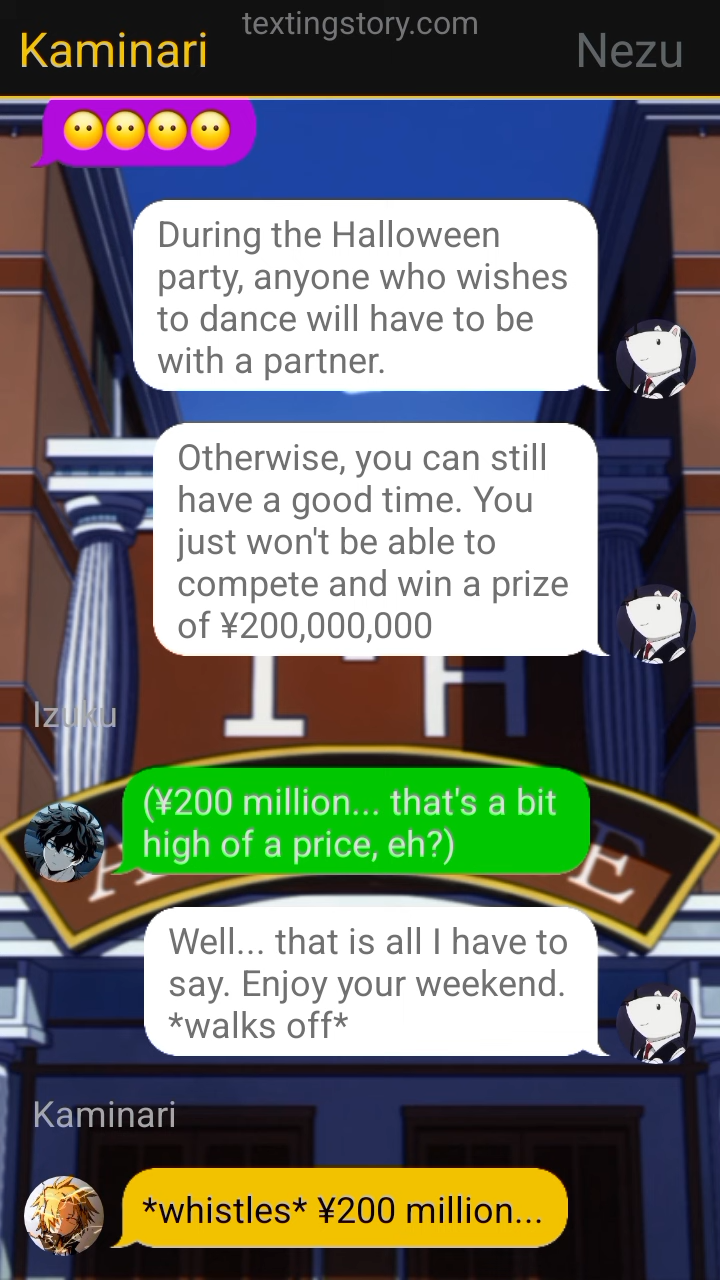 textingstory.com
Kaminari
Nezu
😶😶😶😶
During the Halloween
party, anyone who wishes
to dance will have to be
with a partner.
Otherwise, you can still
have a good time. You
just won't be able to
compete and win a prize
of ¥200,000,000
Izuku
(¥200 million... that's a bit
high of a price, eh?)
Well... that is all I have to
say. Enjoy your weekend.
*walks off*
Kaminari
*whistles* ¥200 million...